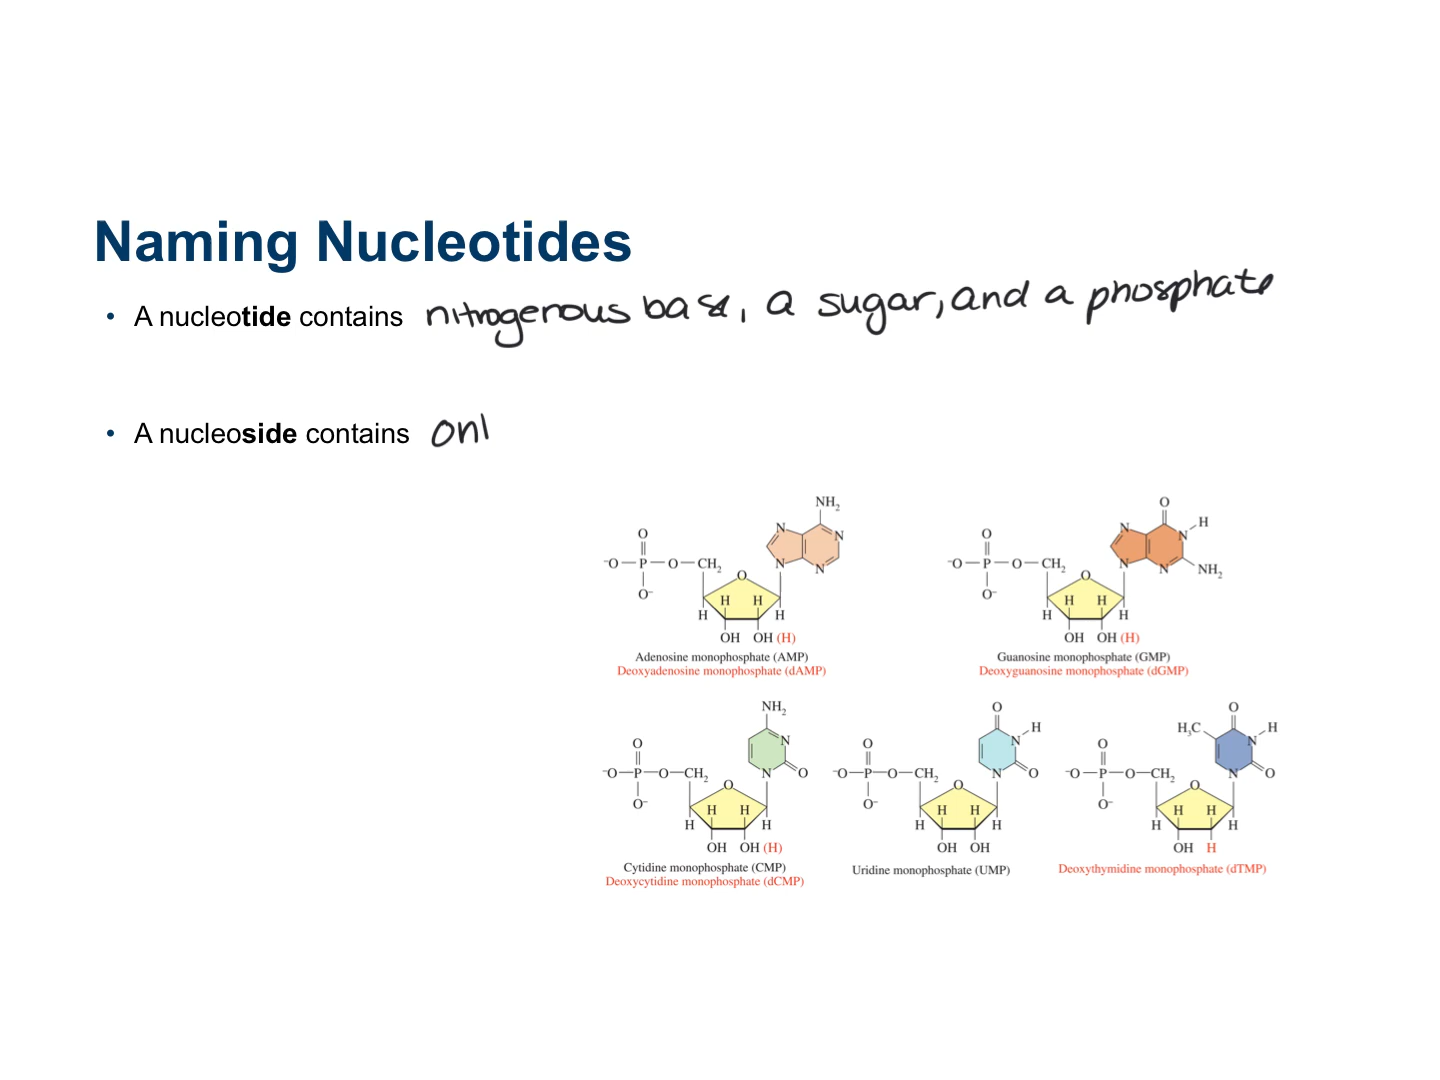 Naming Nucleotides
• A nucleotide contains nitrogenous base, a sugar, and a phosphate
• A nucleoside contains onl
NH₂
O
N
N
⁻O—P—O—CH₂
O
N
N
O⁻
H H
H H
OH OH (H)
Adenosine monophosphate (AMP)
Deoxyadenosine monophosphate (dAMP)
O
H
O
N
N
⁻O—P—O—CH₂
O
N
N
NH₂
O⁻
H H
H H
OH OH (H)
Guanosine monophosphate (GMP)
Deoxyguanosine monophosphate (dGMP)
NH₂
O
N
⁻O—P—O—CH₂
O
N
O
O⁻
H H
H H
OH OH (H)
Cytidine monophosphate (CMP)
Deoxycytidine monophosphate (dCMP)
O
H
O
N
⁻O—P—O—CH₂
O
N
O
O⁻
H H
H H
OH OH
Uridine monophosphate (UMP)
O
H₃C
H
O
N
⁻O—P—O—CH₂
O
N
O
O⁻
H H
H H
OH H
Deoxythymidine monophosphate (dTMP)